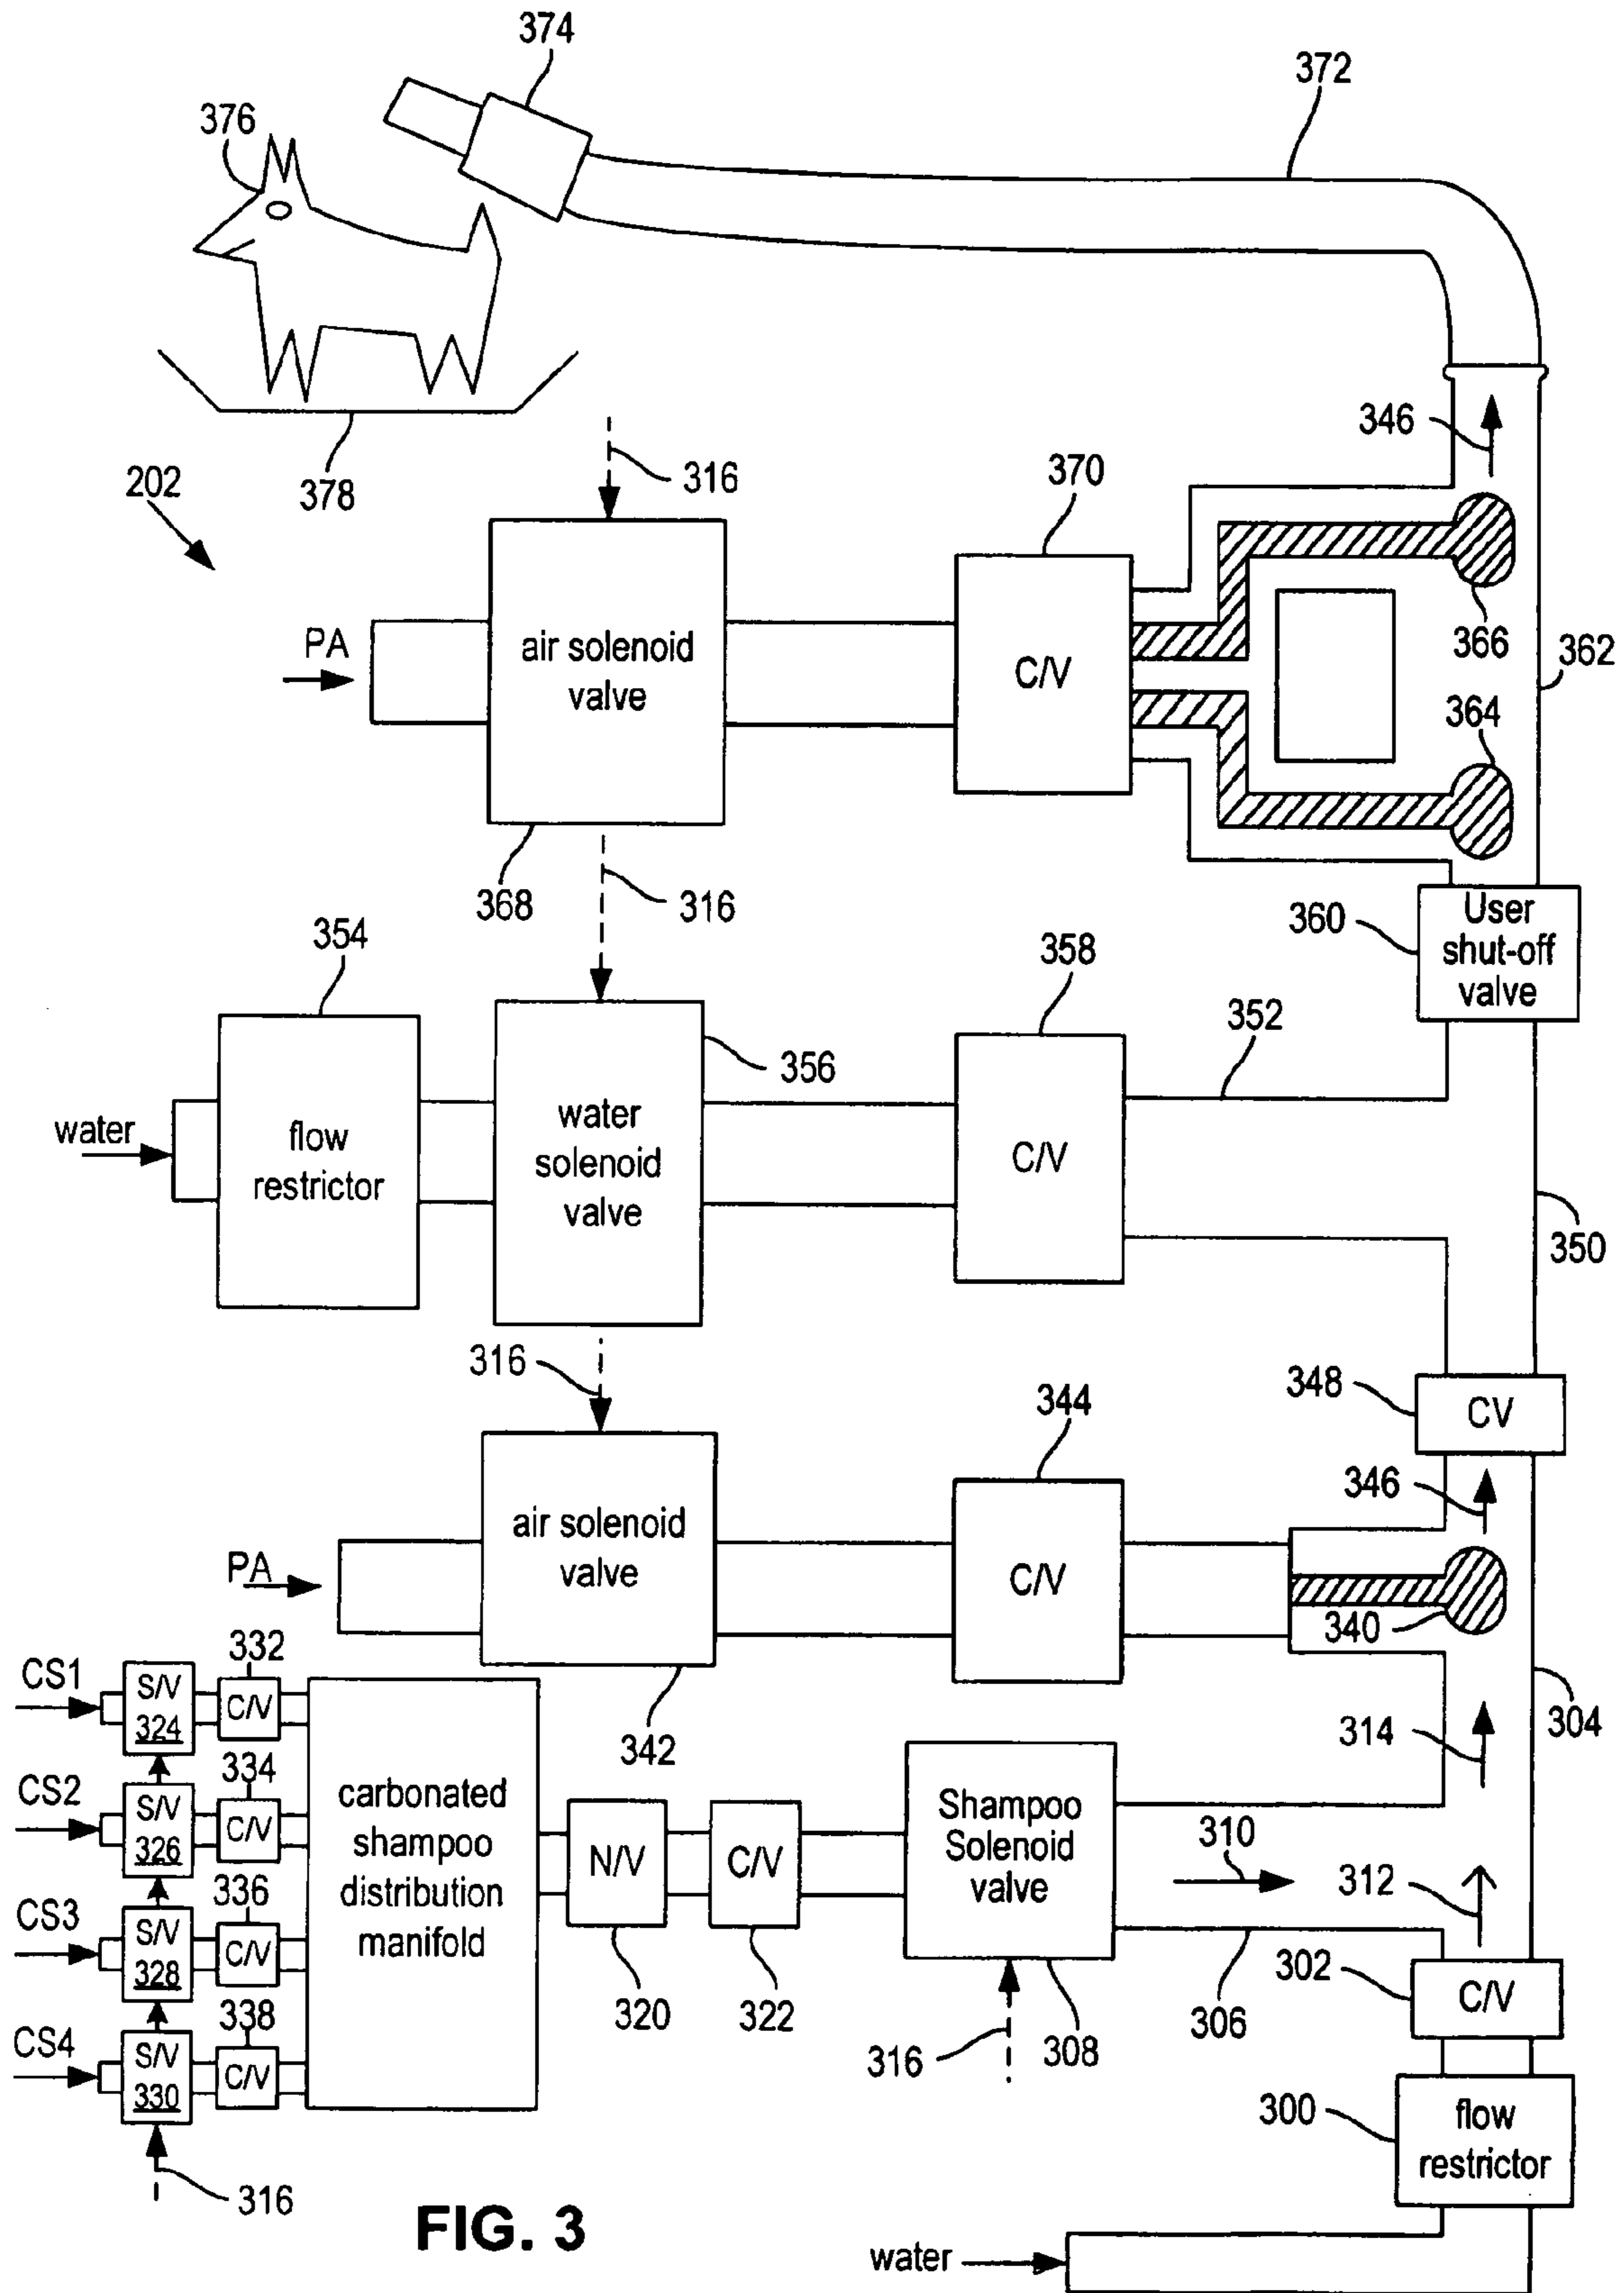 374
372
376
346
316
202
378
370
PA
air solenoid
valve
C/V
366
362
364
368
316
360
User
shut-off
valve
354
358
352
356
water
flow
restrictor
water
solenoid
valve
C/V
350
316
344
348
CV
346
air solenoid
valve
C/V
PA
340
332
CS1
S/V
324
C/V
304
342
314
334
CS2
S/V
326
C/V
carbonated
shampoo
distribution
manifold
N/V
C/V
Shampoo
Solenoid
valve
310
312
336
CS3
S/V
328
C/V
302
C/V
338
320
322
306
316
308
CS4
S/V
330
C/V
300
flow
restrictor
316
FIG. 3
water